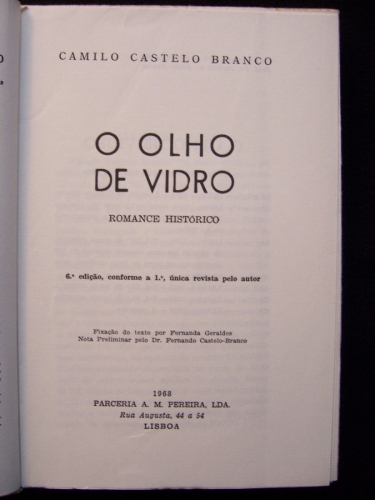 CAMILO CASTELO BRANCO
O OLHO
DE VIDRO
ROMANCE HISTÓRICO
6.ª edição, conforme a 1.ª, única revista pelo autor
Fixação do texto por Fernanda Geraldes
Nota Preliminar pelo Dr. Fernando Castelo-Branco
1968
PARCERIA A. M. PEREIRA, LDA.
Rua Augusta, 44 a 54
LISBOA